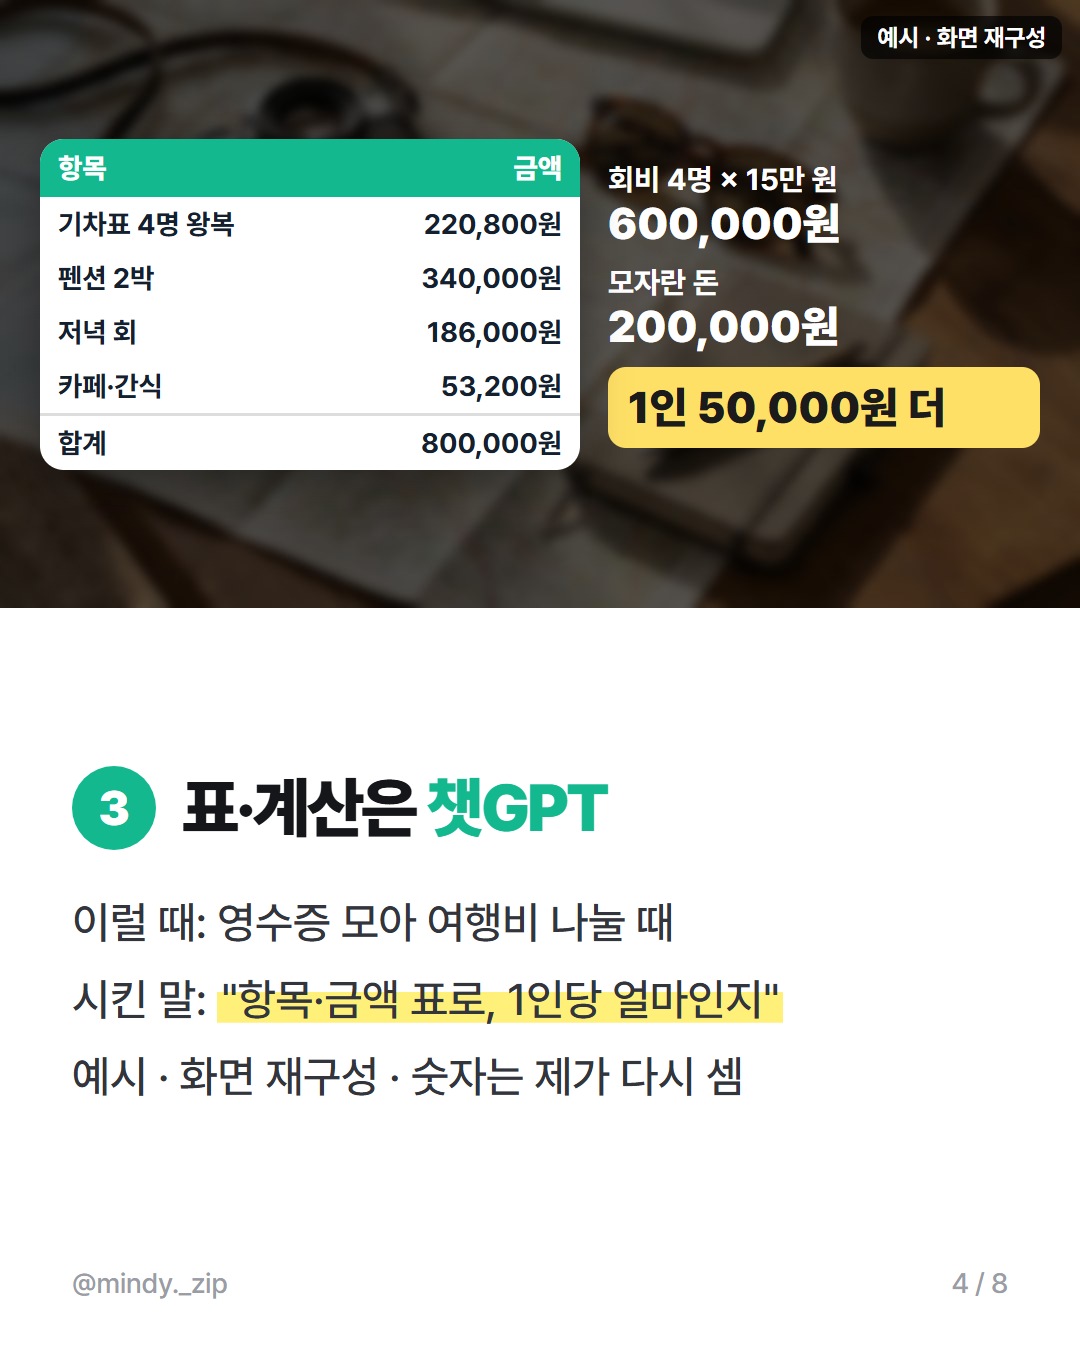 예시 · 화면 재구성
항목 금액
기차표 4명 왕복 220,800원
펜션 2박 340,000원
저녁 회 186,000원
카페·간식 53,200원
합계 800,000원
회비 4명 × 15만 원
600,000원
모자란 돈
200,000원
1인 50,000원 더
3 표·계산은 챗GPT
이럴 때: 영수증 모아 여행비 나눌 때
시킨 말: "항목·금액 표로, 1인당 얼마인지"
예시 · 화면 재구성 · 숫자는 제가 다시 셈
@mindy._zip 4 / 8